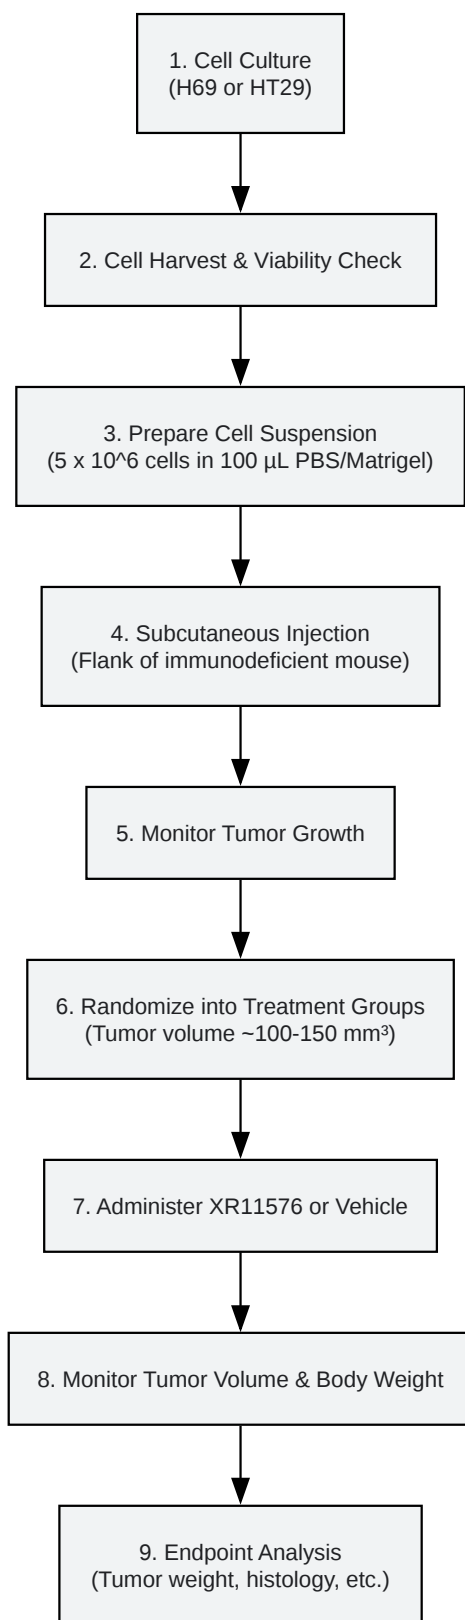 1. Cell Culture
(H69 or HT29)
2. Cell Harvest & Viability Check
3. Prepare Cell Suspension
(5 x 10^6 cells in 100 µL PBS/Matrigel)
4. Subcutaneous Injection
(Flank of immunodeficient mouse)
5. Monitor Tumor Growth
6. Randomize into Treatment Groups
(Tumor volume ~100-150 mm³)
7. Administer XR11576 or Vehicle
8. Monitor Tumor Volume & Body Weight
9. Endpoint Analysis
(Tumor weight, histology, etc.)